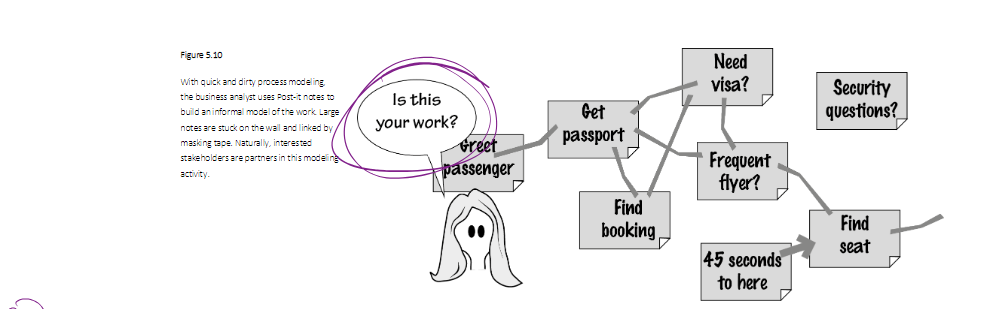 Figure 5.10
With quick and dirty process modeling,
the business analyst uses Post-it notes to
build an informal model of the work. Large
notes are stuck on the wall and linked by
masking tape. Naturally, interested
stakeholders are partners in this modeling
activity.
Is this
your work?
Greet
passenger
Get
passport
Need
visa?
Security
questions?
Frequent
flyer?
Find
booking
Find
seat
45 seconds
to here